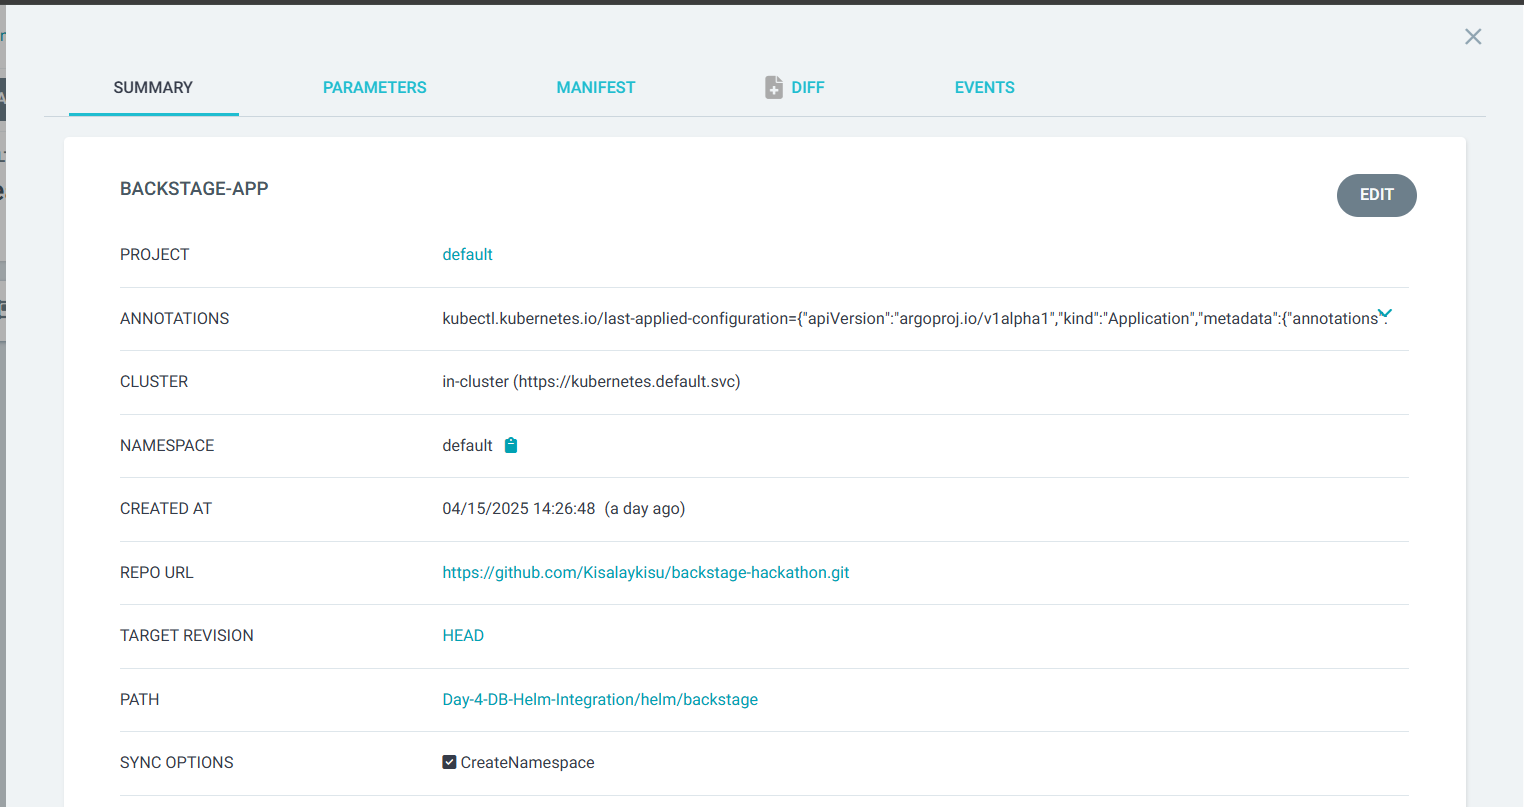 SUMMARY PARAMETERS MANIFEST DIFF EVENTS
BACKSTAGE-APP EDIT
PROJECT default
ANNOTATIONS kubectl.kubernetes.io/last-applied-configuration={"apiVersion":"argoproj.io/v1alpha1","kind":"Application","metadata":{"annotations":
CLUSTER in-cluster (https://kubernetes.default.svc)
NAMESPACE default
CREATED AT 04/15/2025 14:26:48 (a day ago)
REPO URL https://github.com/Kisalaykisu/backstage-hackathon.git
TARGET REVISION HEAD
PATH Day-4-DB-Helm-Integration/helm/backstage
SYNC OPTIONS CreateNamespace